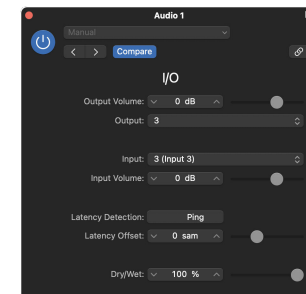 Audio 1
Manual
Compare
I/O
Output Volume: 0 dB
Output: 3
Input: 3 (Input 3)
Input Volume: 0 dB
Latency Detection: Ping
Latency Offset: 0 sam
Dry/Wet: 100 %